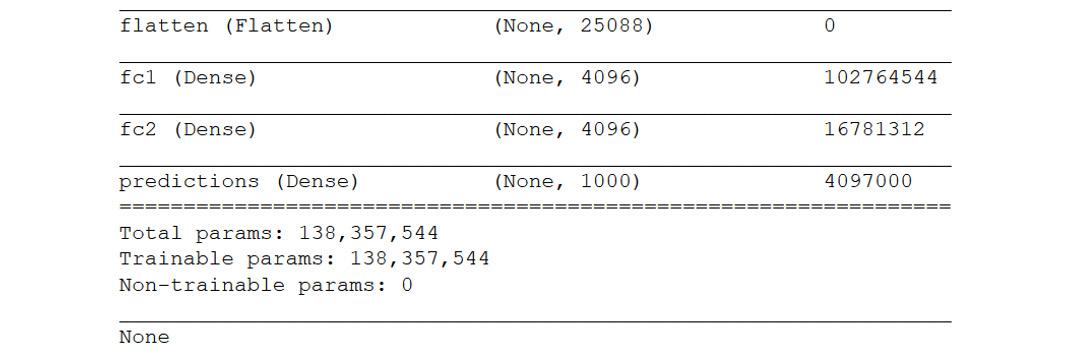 flatten (Flatten) (None, 25088) 0
fc1 (Dense) (None, 4096) 102764544
fc2 (Dense) (None, 4096) 16781312
predictions (Dense) (None, 1000) 4097000
=================================================================
Total params: 138,357,544
Trainable params: 138,357,544
Non-trainable params: 0
None